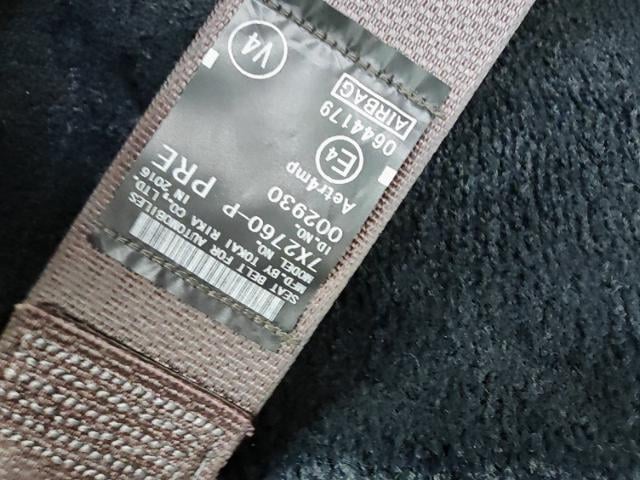 SEAT BELT FOR AUTOMOBILES
MFD. BY TOKAI RIKA CO., LTD.
MODEL NO. IN 2016
7X2760-P PRE
ID. NO.
002930
Aetr4mp
E4
0644179
AIRBAG
V4